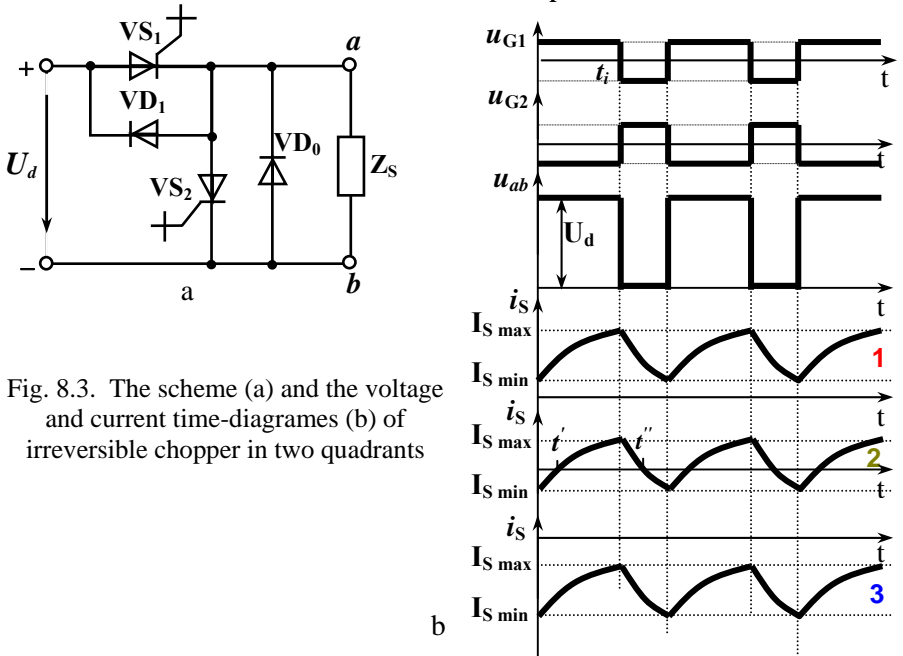 VS1
a
+
VD1
Ud
VS2
VD0
ZS
−
b
a
Fig. 8.3. The scheme (a) and the voltage
and current time-diagrames (b) of
irreversible chopper in two quadrants
b
uG1
ti
t
uG2
t
uab
Ud
t
iS
IS max
1
IS min
t
iS
IS max
t'
t''
2
IS min
t
iS
t
IS max
3
IS min